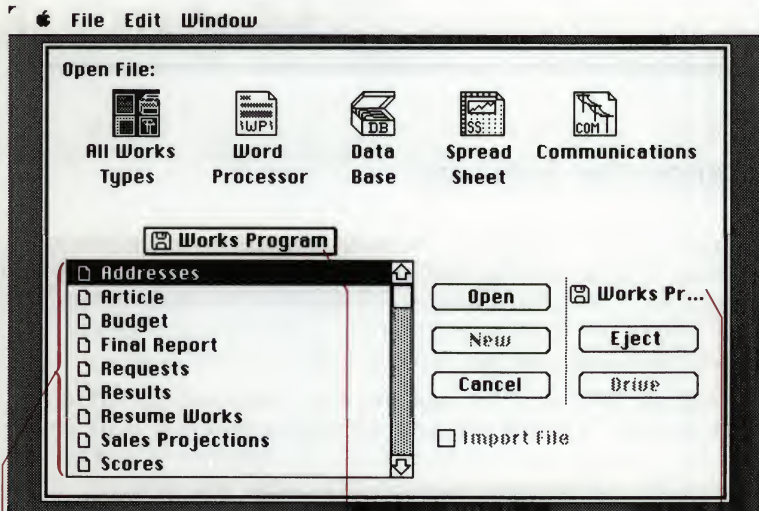 File Edit Window
Open File:
WP DB SS COM
All Works Types
Word Processor
Data Base
Spread Sheet
Communications
Works Program
Addresses
Article
Budget
Final Report
Requests
Results
Resume Works
Sales Projections
Scores
Open
New
Cancel
Import File
Works Pr...
Eject
Drive